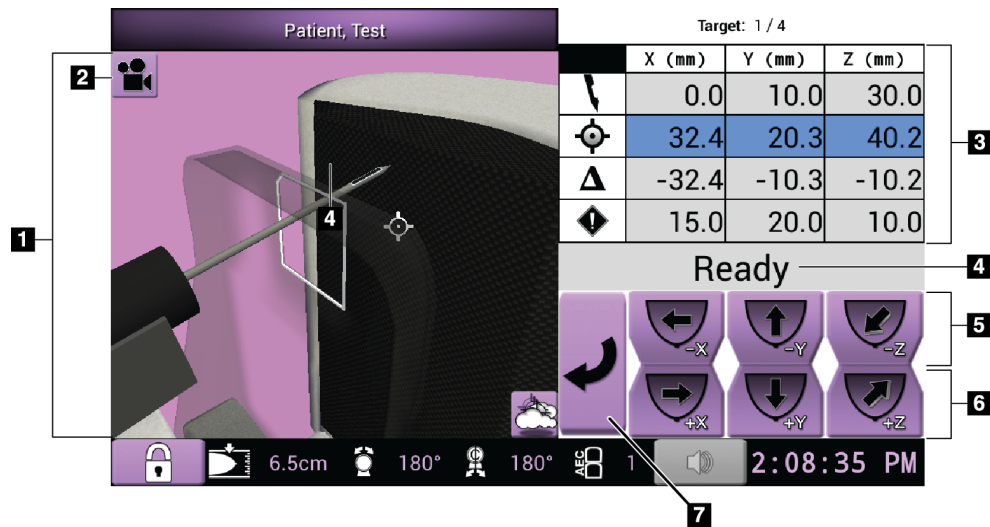 Patient, Test
Target: 1 / 4
X (mm) Y (mm) Z (mm)
0.0 10.0 30.0
32.4 20.3 40.2
Δ -32.4 -10.3 -10.2
! 15.0 20.0 10.0
Ready
-X -Y -Z
+X +Y +Z
6.5cm 180° C 180° AEC 1 2:08:35 PM
1
2
3
4
4
5
6
7